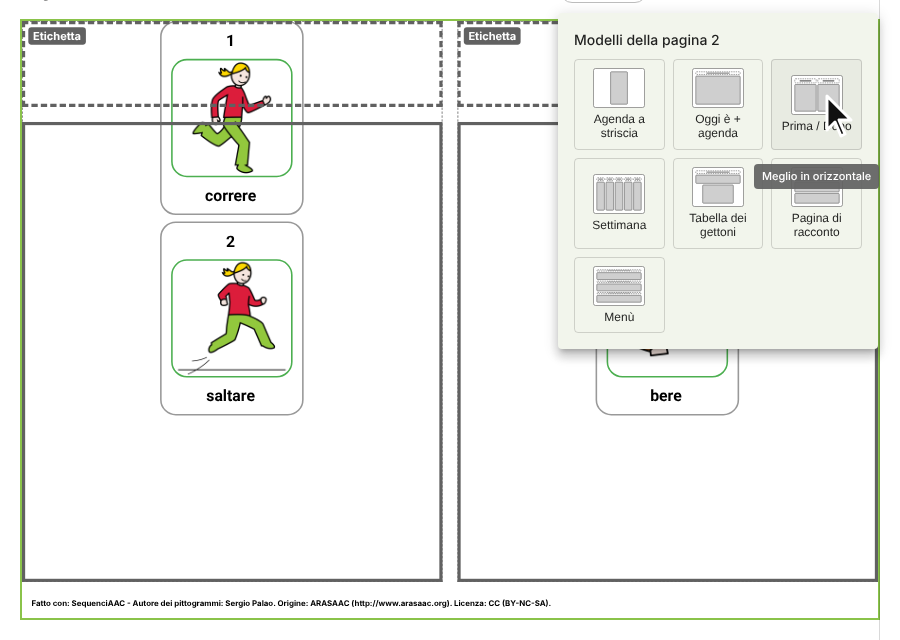 Etichetta
1
correre
2
saltare
Etichetta
bere
Modelli della pagina 2
Agenda a
striscia
Oggi è +
agenda
Prima /
Meglio in orizzontale
Settimana
Tabella dei
gettoni
Pagina di
racconto
Menù
Fatto con: SequenciAAC - Autore dei pittogrammi: Sergio Palao. Origine: ARASAAC (http://www.arasaac.org). Licenza: CC (BY-NC-SA).